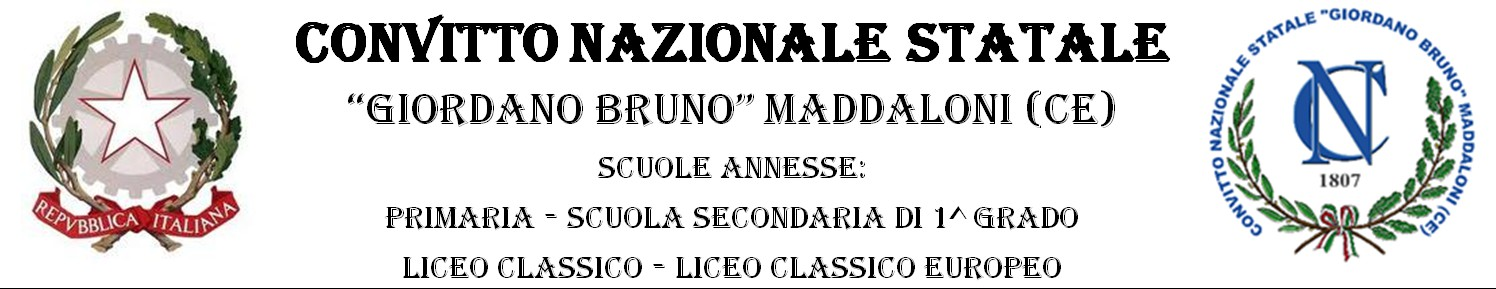 CONVITTO NAZIONALE STATALE
“GIORDANO BRUNO” MADDALONI (CE)
SCUOLE ANNESSE:
PRIMARIA - SCUOLA SECONDARIA DI 1^ GRADO
LICEO CLASSICO - LICEO CLASSICO EUROPEO
REPVBBLICA ITALIANA
CONVITTO NAZIONALE STATALE "GIORDANO BRUNO" MADDALONI (CE)
CN
1807